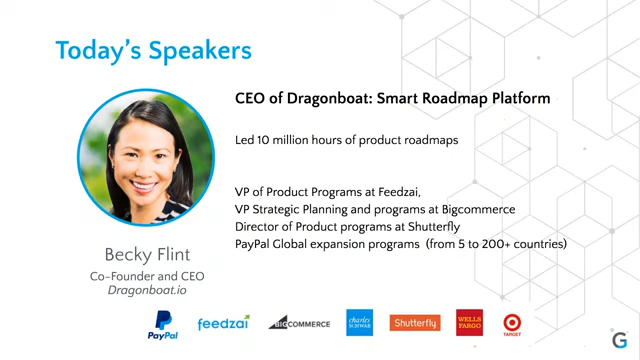 Today's Speakers
CEO of Dragonboat: Smart Roadmap Platform
Led 10 million hours of product roadmaps
VP of Product Programs at Feedzai,
VP Strategic Planning and programs at Bigcommerce
Director of Product programs at Shutterfly
PayPal Global expansion programs (from 5 to 200+ countries)
Becky Flint
Co-Founder and CEO
Dragonboat.io
PayPal
feedzai
BIGCOMMERCE
charles
SCHWAB
Shutterfly
WELLS
FARGO
TARGET
G